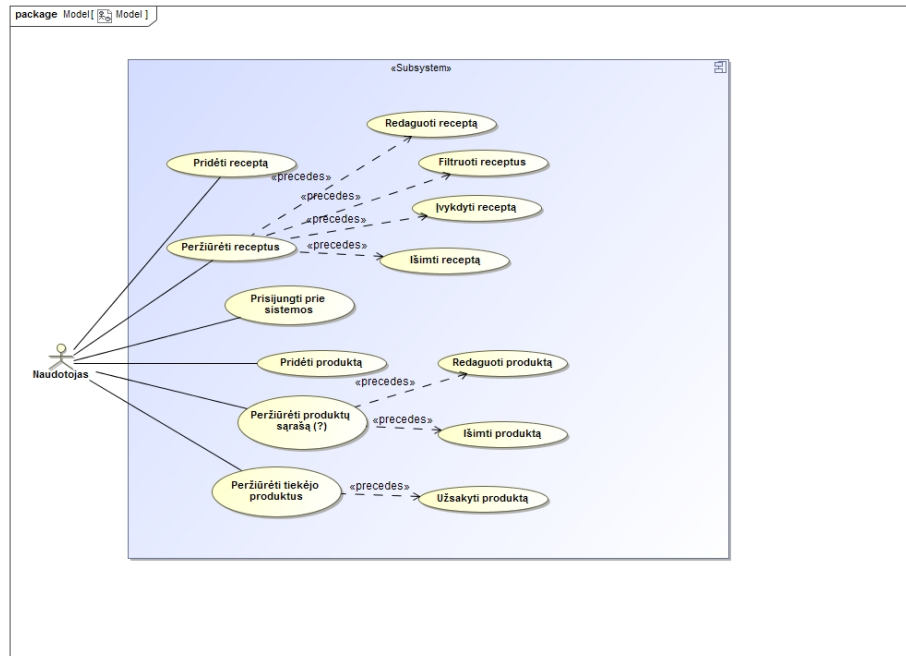 package Model [ Model ]
«Subsystem»
Redaguoti receptą
Pridėti receptą
Filtruoti receptus
«precedes»
«precedes»
Įvykdyti receptą
«precedes»
Peržiūrėti receptus
«precedes»
Išimti receptą
Prisijungti prie
sistemos
Pridėti produktą
Redaguoti produktą
Naudotojas
«precedes»
Peržiūrėti produktų
sąrašą (?)
«precedes»
Išimti produktą
Peržiūrėti tiekėjo
produktus
«precedes»
Užsakyti produktą